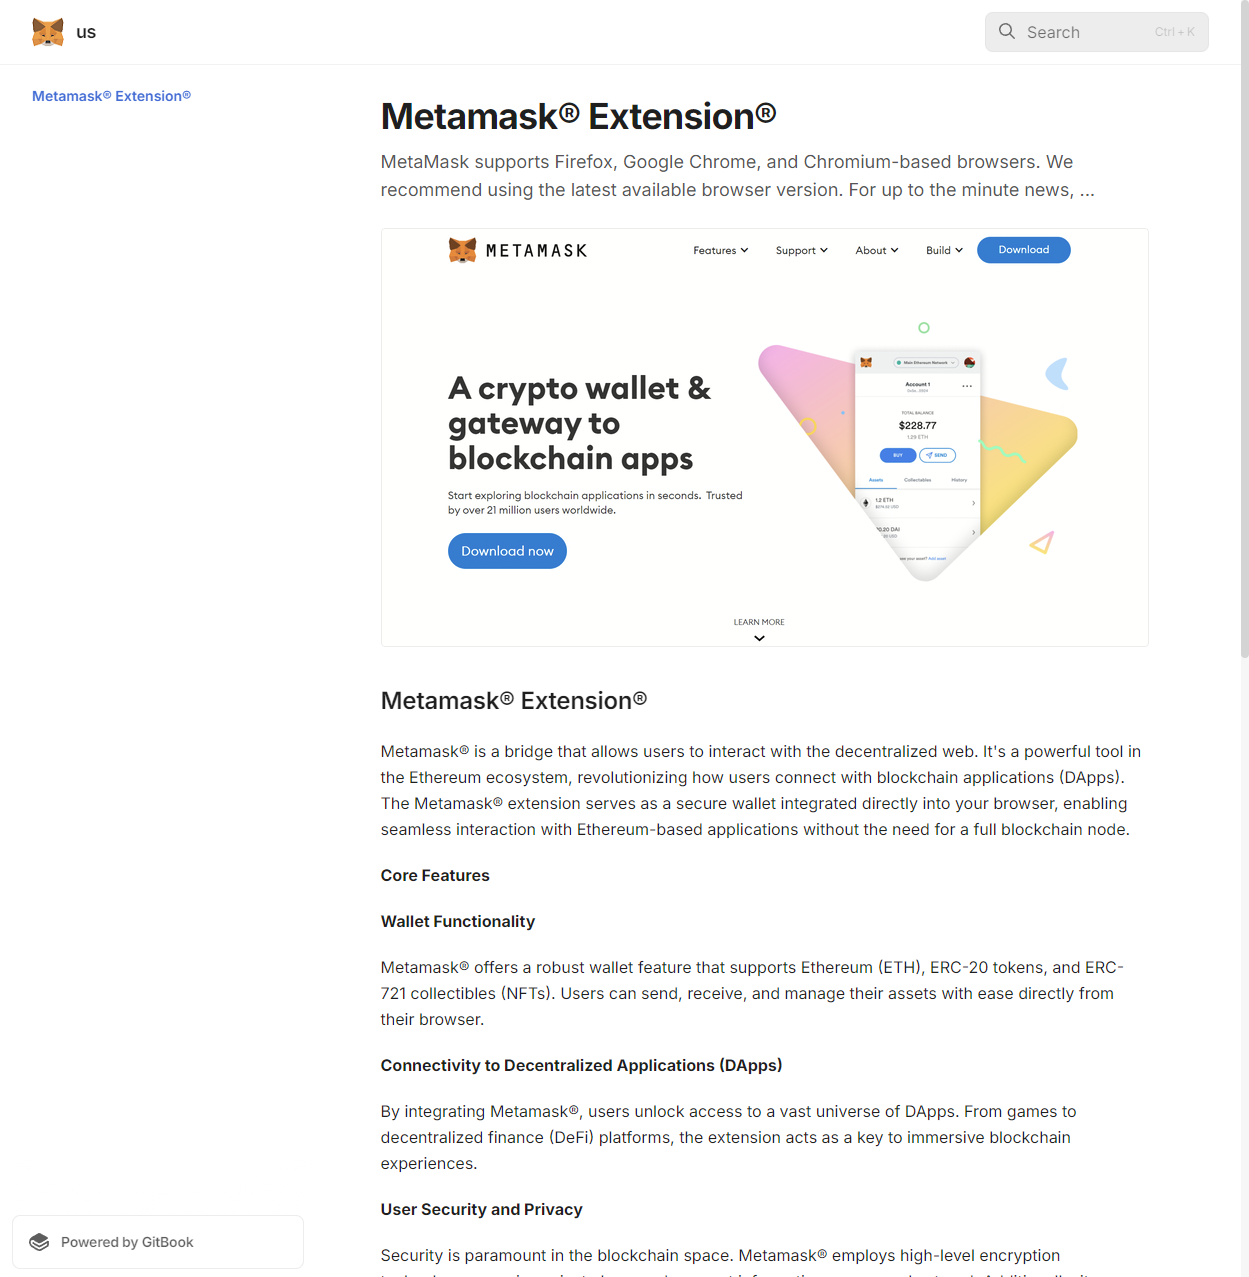 us
Search
Ctrl + K
Metamask® Extension®
Metamask® Extension®
MetaMask supports Firefox, Google Chrome, and Chromium-based browsers. We
recommend using the latest available browser version. For up to the minute news, ...
METAMASK
Features
Support
About
Build
Download
A crypto wallet &
gateway to
blockchain apps
Start exploring blockchain applications in seconds. Trusted
by over 21 million users worldwide.
Download now
Main Ethereum Network
Account 1
TOTAL BALANCE
$228.77
1.29 ETH
BUY
SEND
Assets
Collectables
History
1.2 ETH
0.20 DAI
Add asset
LEARN MORE
Metamask® Extension®
Metamask® is a bridge that allows users to interact with the decentralized web. It's a powerful tool in
the Ethereum ecosystem, revolutionizing how users connect with blockchain applications (DApps).
The Metamask® extension serves as a secure wallet integrated directly into your browser, enabling
seamless interaction with Ethereum-based applications without the need for a full blockchain node.
Core Features
Wallet Functionality
Metamask® offers a robust wallet feature that supports Ethereum (ETH), ERC-20 tokens, and ERC-
721 collectibles (NFTs). Users can send, receive, and manage their assets with ease directly from
their browser.
Connectivity to Decentralized Applications (DApps)
By integrating Metamask®, users unlock access to a vast universe of DApps. From games to
decentralized finance (DeFi) platforms, the extension acts as a key to immersive blockchain
experiences.
User Security and Privacy
Security is paramount in the blockchain space. Metamask® employs high-level encryption
Powered by GitBook